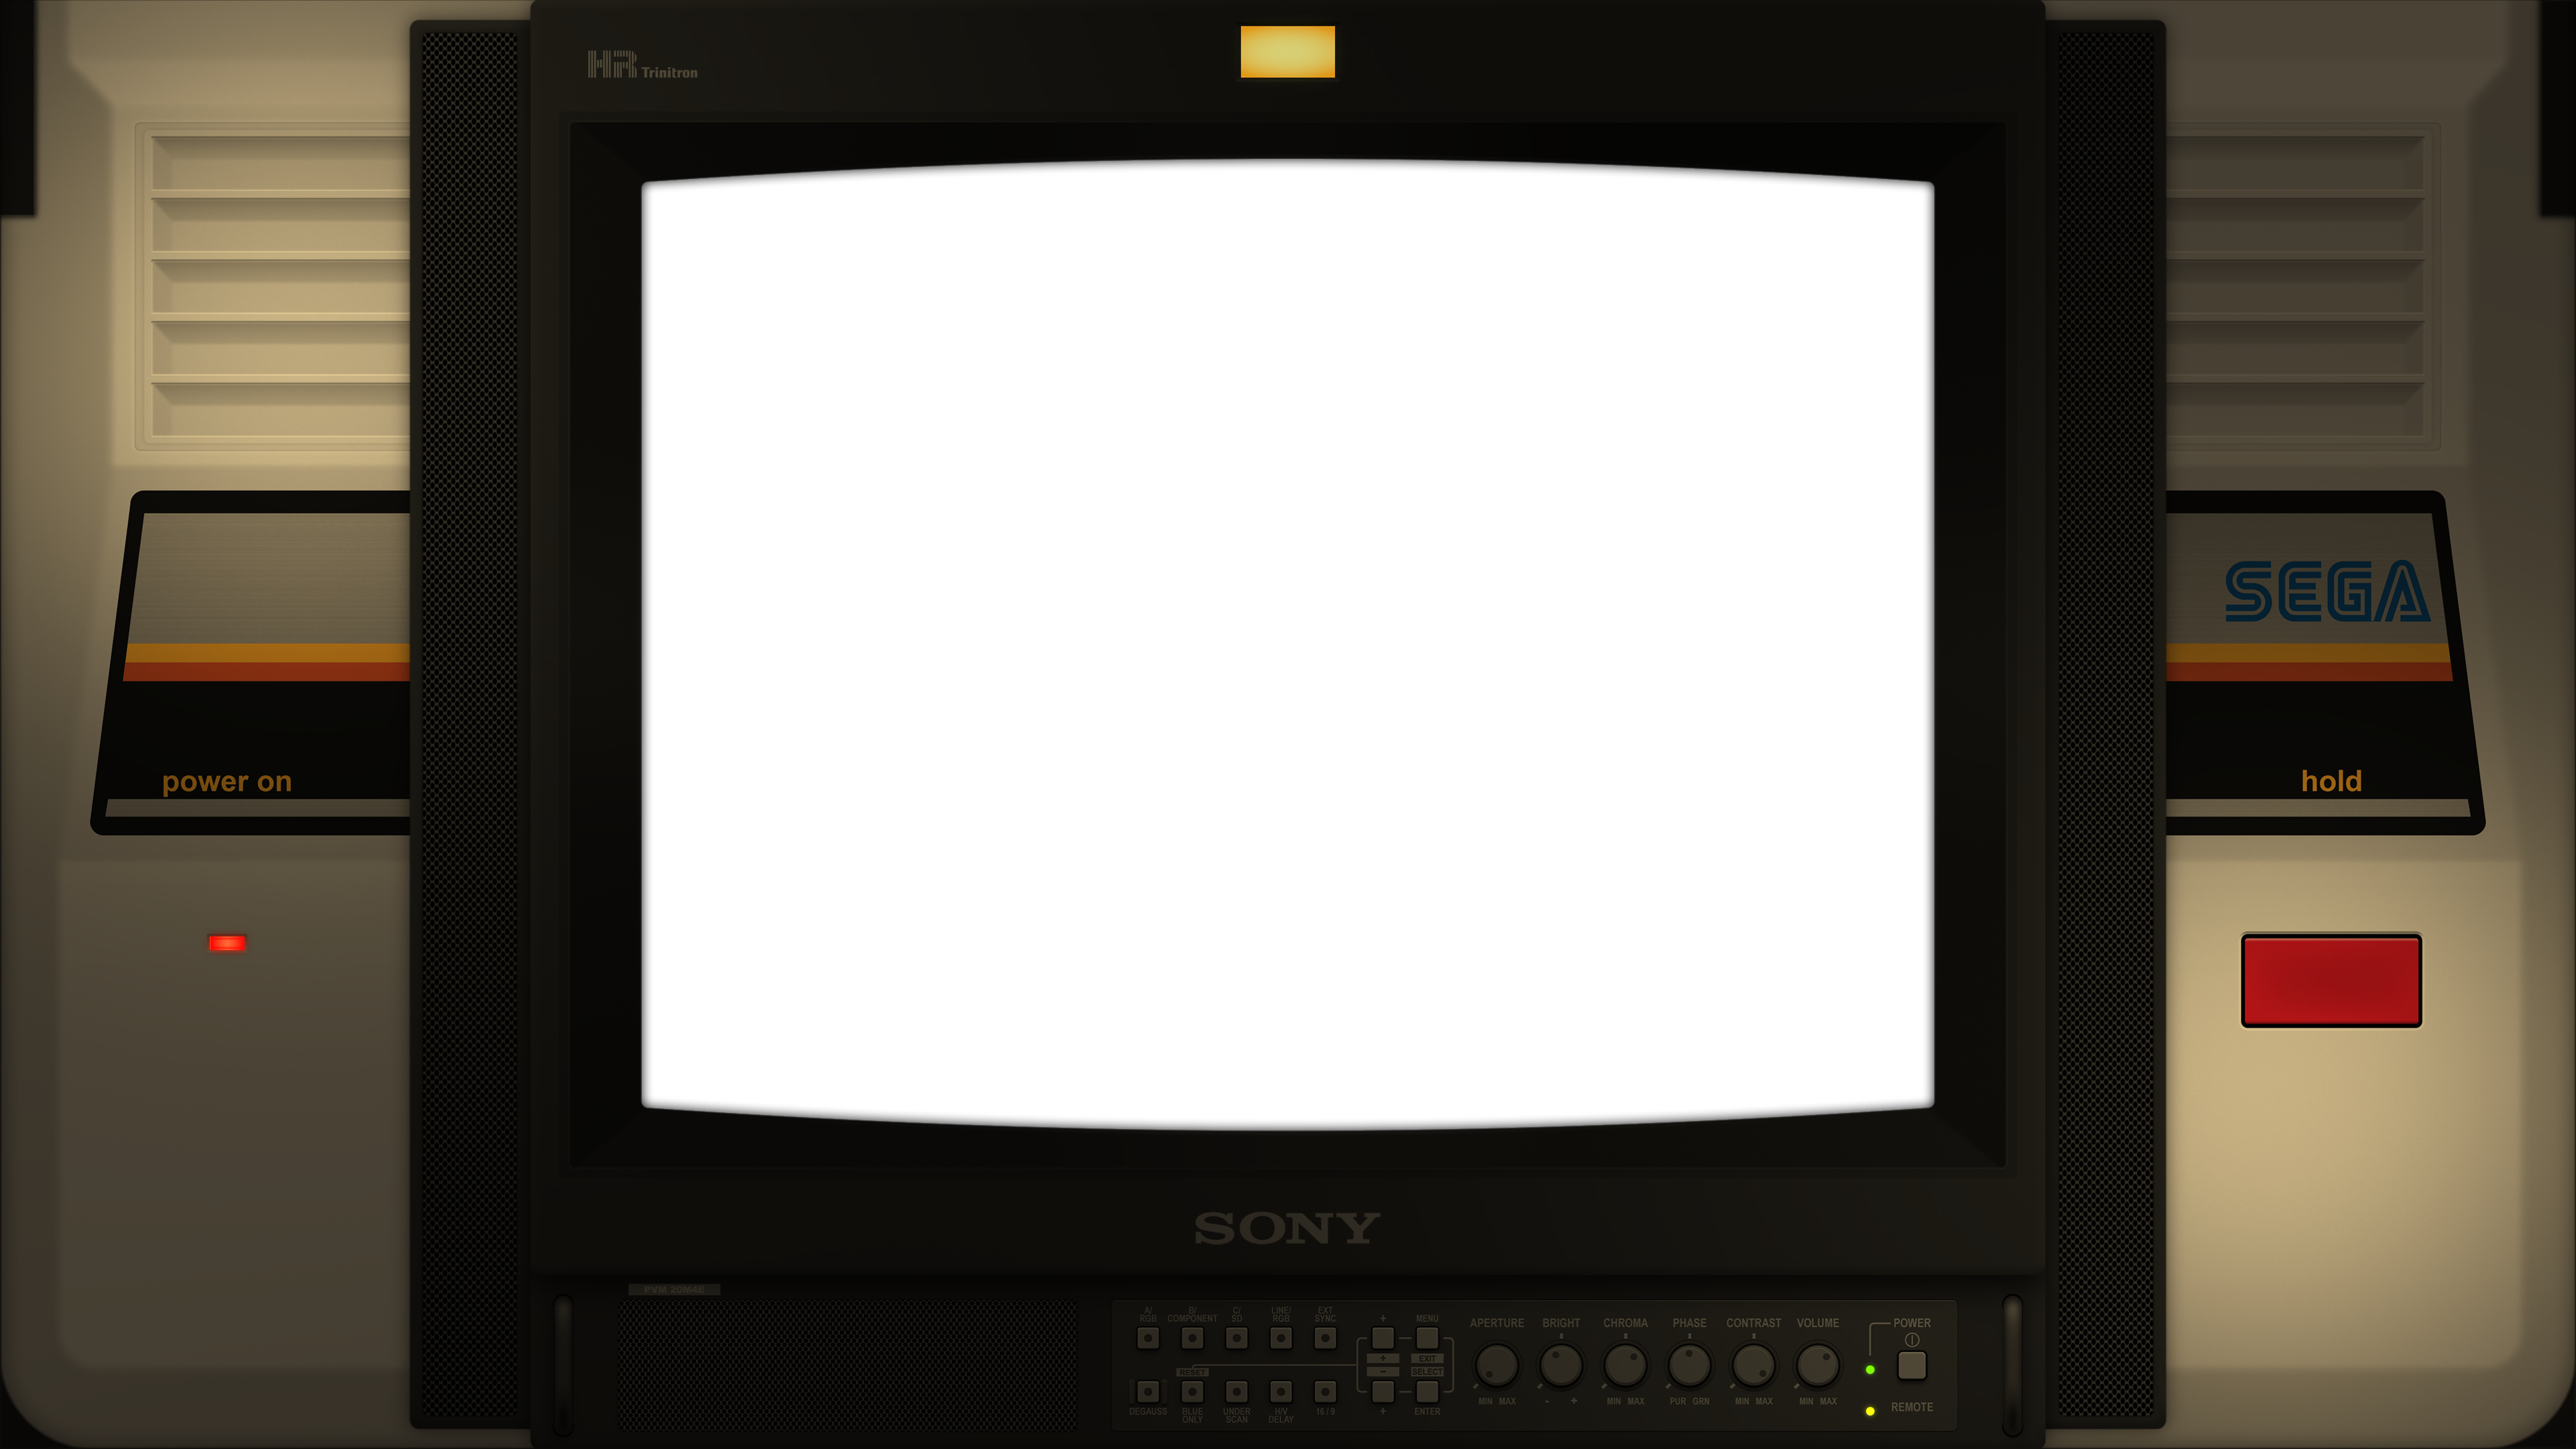 HR Trinitron
SEGA
power on
hold
SONY
PVM 20M4E
A/
RGB
B/
COMPONENT
C/
SD
LINE/
RGB
EXT
SYNC
+
MENU
APERTURE
BRIGHT
CHROMA
PHASE
CONTRAST
VOLUME
POWER
+
EXIT
RESET
−
SELECT
MIN MAX
- +
MIN MAX
PUR GRN
MIN MAX
MIN MAX
REMOTE
DEGAUSS
BLUE
ONLY
UNDER
SCAN
H/V
DELAY
16/9
+
ENTER